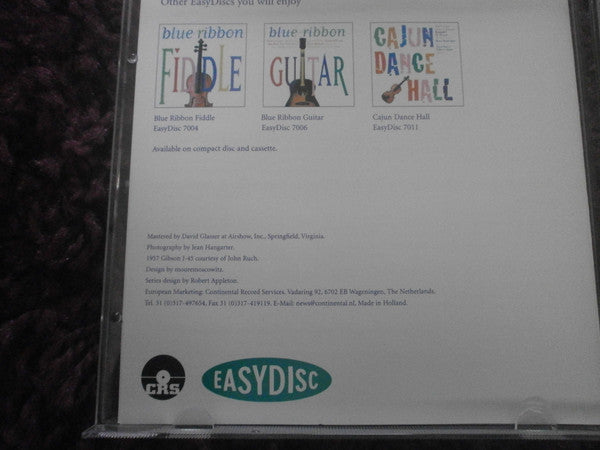 Other EasyDiscs you will enjoy
blue ribbon
FIDDLE
blue ribbon
GUITAR
CAJUN
DANCE
HALL
Blue Ribbon Fiddle
EasyDisc 7004
Blue Ribbon Guitar
EasyDisc 7006
Cajun Dance Hall
EasyDisc 7011
Available on compact disc and cassette.
Mastered by David Glasser at Airshow, Inc., Springfield, Virginia.
Photography by Jean Hangarter.
1957 Gibson J-45 courtesy of John Ruch.
Design by mouremoscowitz.
Series design by Robert Appleton.
European Marketing: Continental Record Services, Vadaring 92, 6702 EB Wageningen, The Netherlands.
Tel. 31 (0)317-497654, Fax 31 (0)317-419119. E-Mail: news@continental.nl, Made in Holland.
CRS
EASYDISC